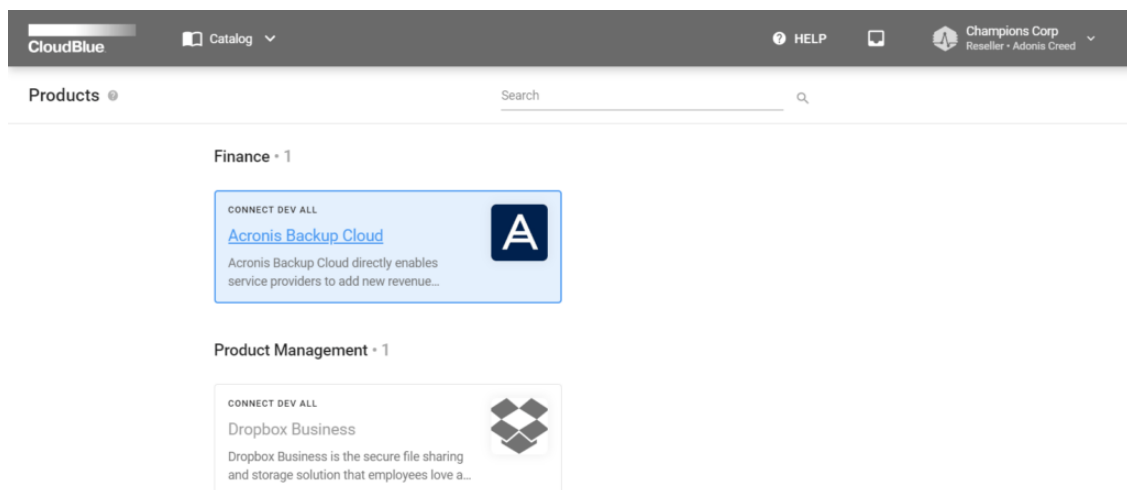 CloudBlue
Catalog
HELP
Champions Corp
Reseller • Adonis Creed
Products
Search
Finance • 1
CONNECT DEV ALL
Acronis Backup Cloud
Acronis Backup Cloud directly enables
service providers to add new revenue...
Product Management • 1
CONNECT DEV ALL
Dropbox Business
Dropbox Business is the secure file sharing
and storage solution that employees love a...